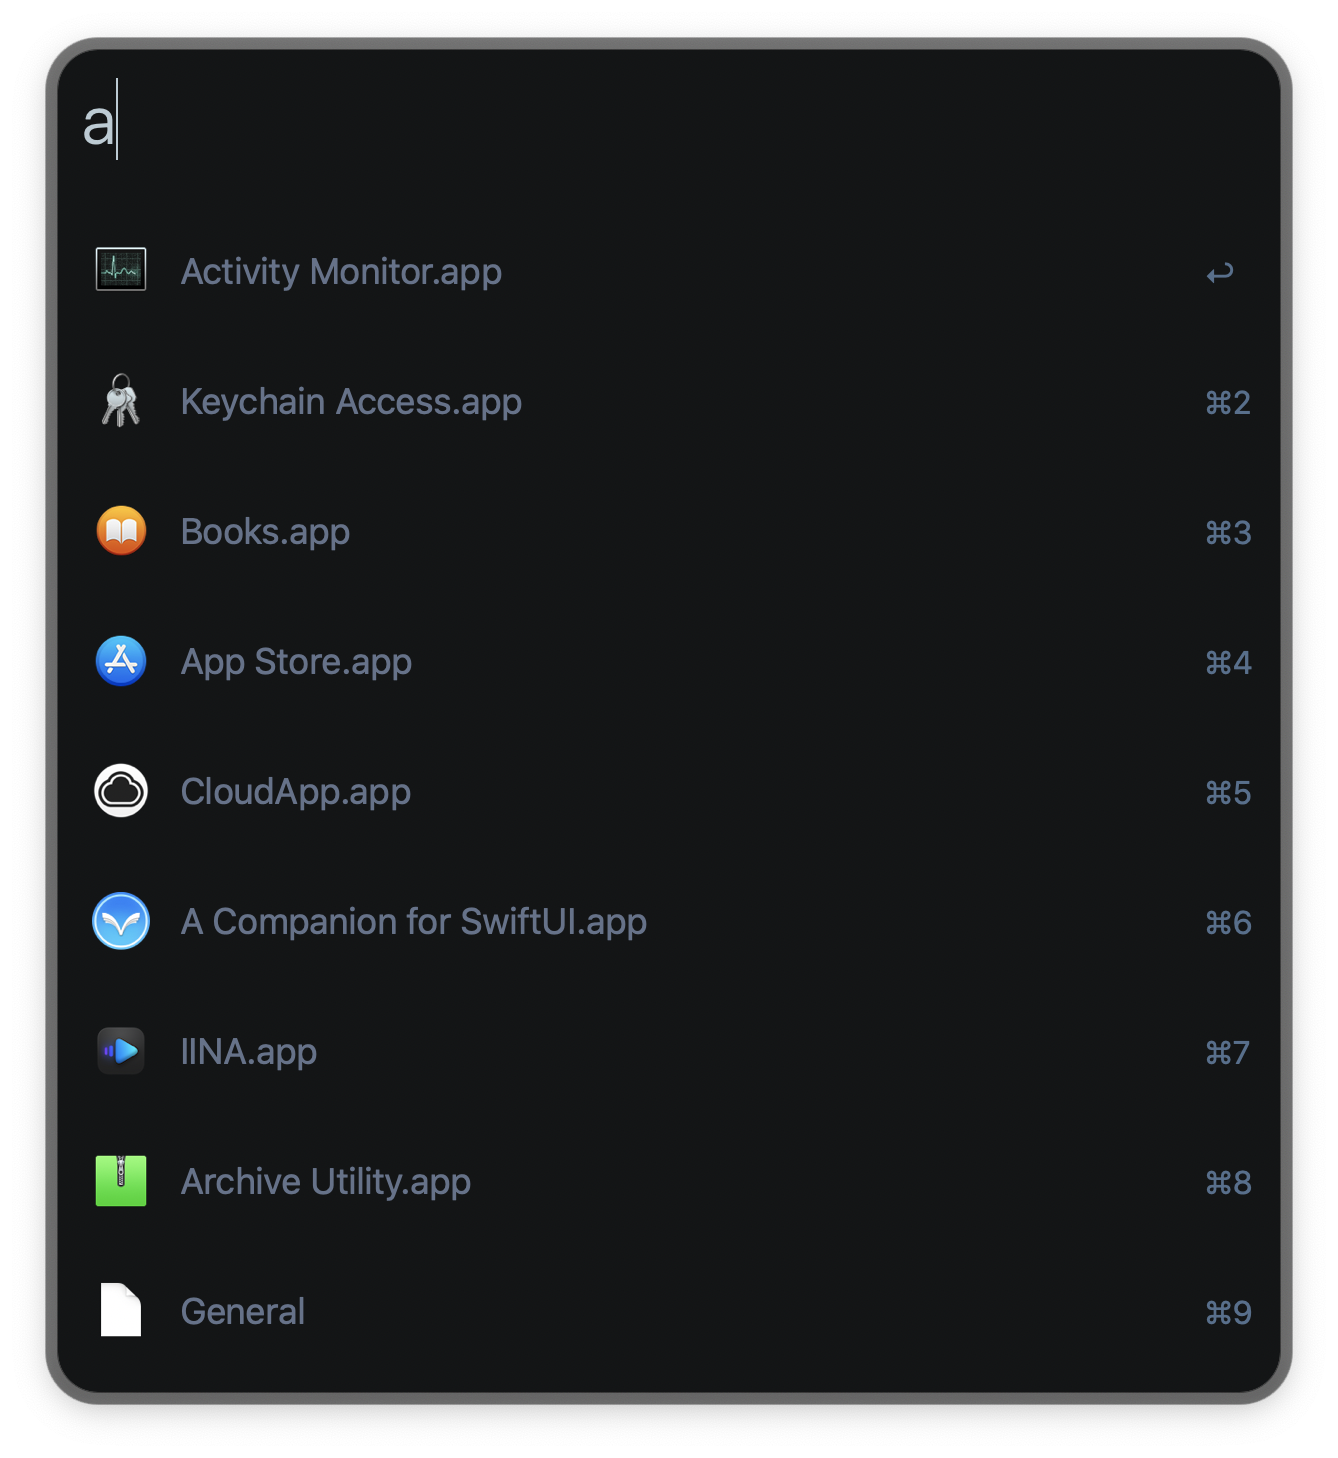 a
Activity Monitor.app ↩
Keychain Access.app ⌘2
Books.app ⌘3
App Store.app ⌘4
CloudApp.app ⌘5
A Companion for SwiftUI.app ⌘6
IINA.app ⌘7
Archive Utility.app ⌘8
General ⌘9